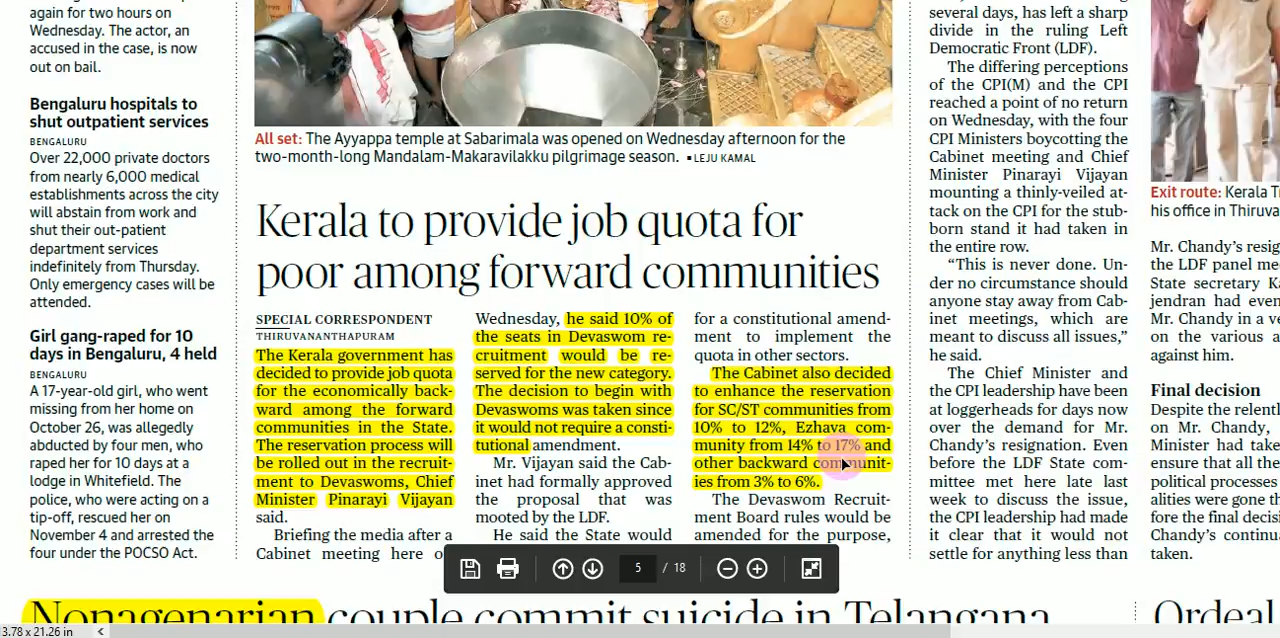 again for two hours on
Wednesday. The actor, an
accused in the case, is now
out on bail.
Bengaluru hospitals to
shut outpatient services
BENGALURU
Over 22,000 private doctors
from nearly 6,000 medical
establishments across the city
will abstain from work and
shut their out-patient
department services
indefinitely from Thursday.
Only emergency cases will be
attended.
Girl gang-raped for 10
days in Bengaluru, 4 held
BENGALURU
A 17-year-old girl, who went
missing from her home on
October 26, was allegedly
abducted by four men, who
raped her for 10 days at a
lodge in Whitefield. The
police, who were acting on a
tip-off, rescued her on
November 4 and arrested the
four under the POCSO Act.
All set: The Ayyappa temple at Sabarimala was opened on Wednesday afternoon for the
two-month-long Mandalam-Makaravilakku pilgrimage season. ▪LEJU KAMAL
Kerala to provide job quota for
poor among forward communities
SPECIAL CORRESPONDENT
THIRUVANANTHAPURAM
The Kerala government has
decided to provide job quota
for the economically back-
ward among the forward
communities in the State.
The reservation process will
be rolled out in the recruit-
ment to Devaswoms, Chief
Minister Pinarayi Vijayan
said.
Briefing the media after a
Cabinet meeting here
Wednesday, he said 10% of
the seats in Devaswom re-
cruitment would be re-
served for the new category.
The decision to begin with
Devaswoms was taken since
it would not require a consti-
tutional amendment.
Mr. Vijayan said the Cab-
inet had formally approved
the proposal that was
mooted by the LDF.
He said the State would
for a constitutional amend-
ment to implement the
quota in other sectors.
The Cabinet also decided
to enhance the reservation
for SC/ST communities from
10% to 12%, Ezhava com-
munity from 14% to 17% and
other backward communit-
ies from 3% to 6%.
The Devaswom Recruit-
ment Board rules would be
amended for the purpose,
several days, has left a sharp
divide in the ruling Left
Democratic Front (LDF).
The differing perceptions
of the CPI(M) and the CPI
reached a point of no return
on Wednesday, with the four
CPI Ministers boycotting the
Cabinet meeting and Chief
Minister Pinarayi Vijayan
mounting a thinly-veiled at-
tack on the CPI for the stub-
born stand it had taken in
the entire row.
“This is never done. Un-
der no circumstance should
anyone stay away from Cab-
inet meetings, which are
meant to discuss all issues,”
he said.
The Chief Minister and
the CPI leadership have been
at loggerheads for days now
over the demand for Mr.
Chandy’s resignation. Even
before the LDF State com-
mittee met here late last
week to discuss the issue,
the CPI leadership had made
it clear that it would not
settle for anything less than
Exit route: Kerala T
his office in Thiruva
Mr. Chandy’s resig
the LDF panel me
State secretary Ka
jendran had even
Mr. Chandy in a ve
on the various a
against him.
Final decision
Despite the relentl
on Mr. Chandy,
Minister had take
ensure that all the
political processes
alities were gone th
fore the final decisi
Chandy’s continua
taken.
Nonagenarian couple commit suicide in Telangana
Ordeal
5 / 18
3.78 x 21.26 in